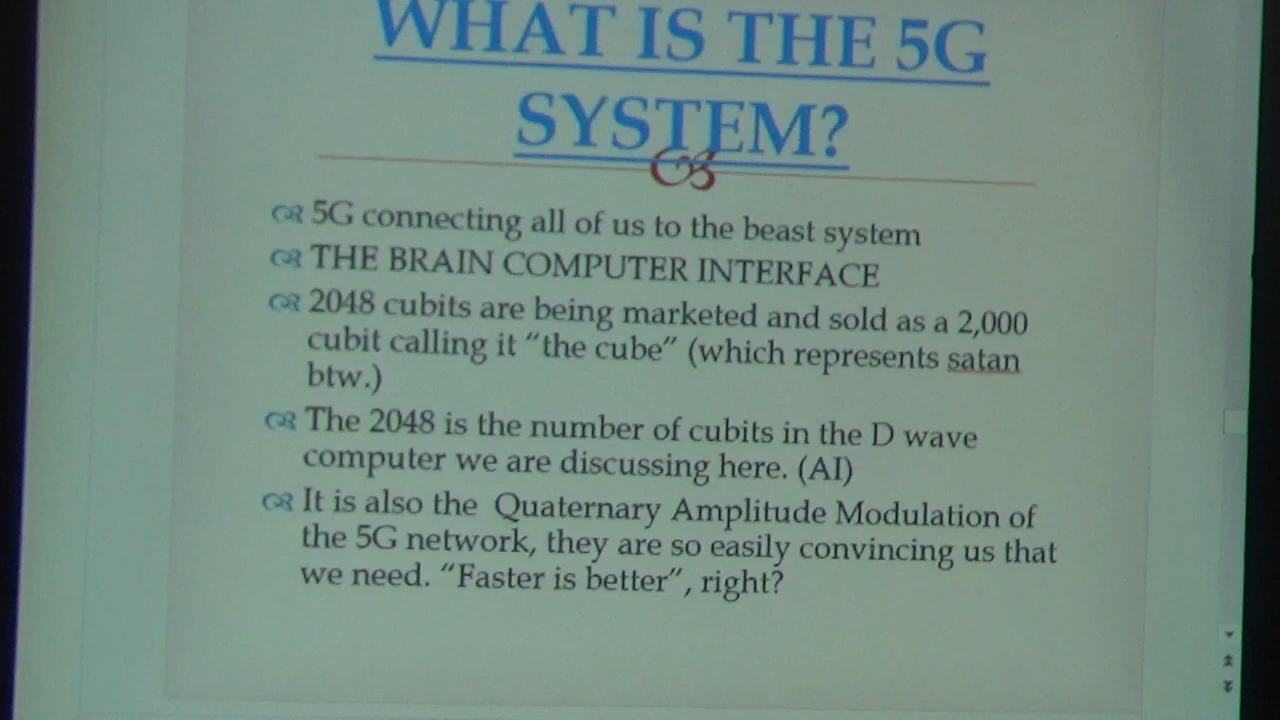 WHAT IS THE 5G
SYSTEM?
5G connecting all of us to the beast system
THE BRAIN COMPUTER INTERFACE
2048 cubits are being marketed and sold as a 2,000
cubit calling it “the cube” (which represents satan
btw.)
The 2048 is the number of cubits in the D wave
computer we are discussing here. (AI)
It is also the Quaternary Amplitude Modulation of
the 5G network, they are so easily convincing us that
we need. “Faster is better”, right?